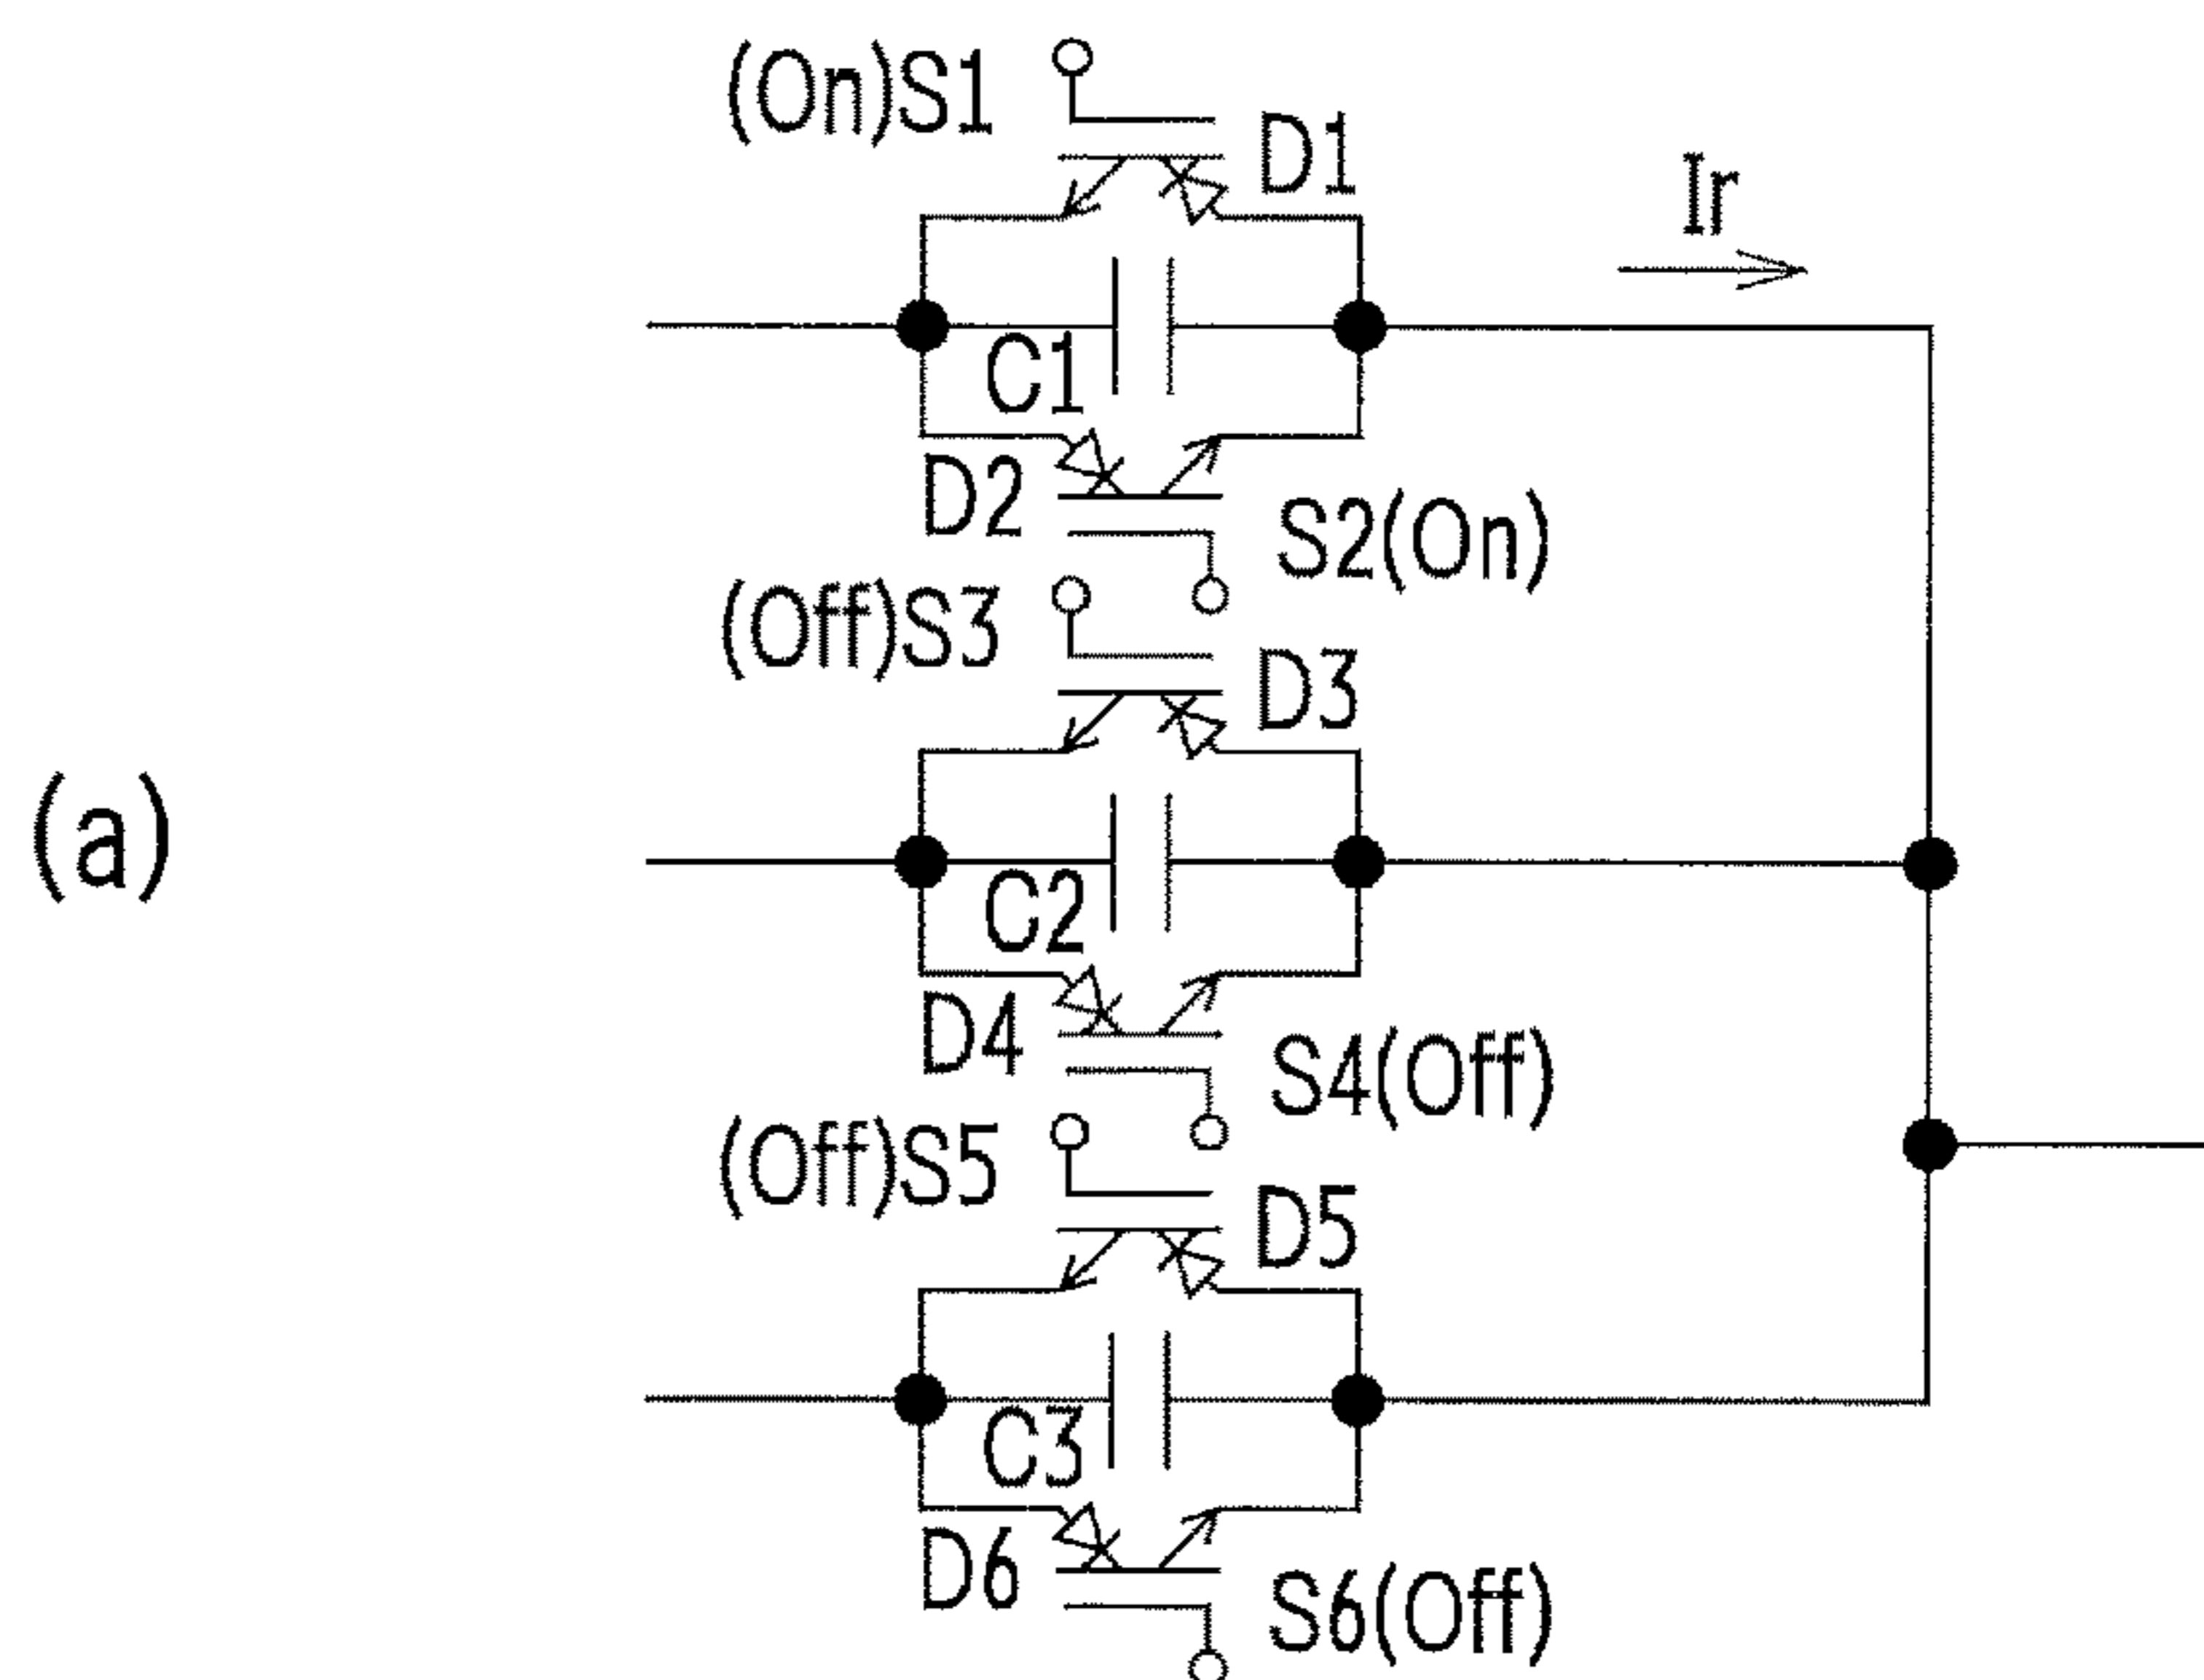 (On)S1
D1
Ir
C1
D2
S2(On)
(Off)S3
D3
(a)
C2
D4
S4(Off)
(Off)S5
D5
C3
D6
S6(Off)